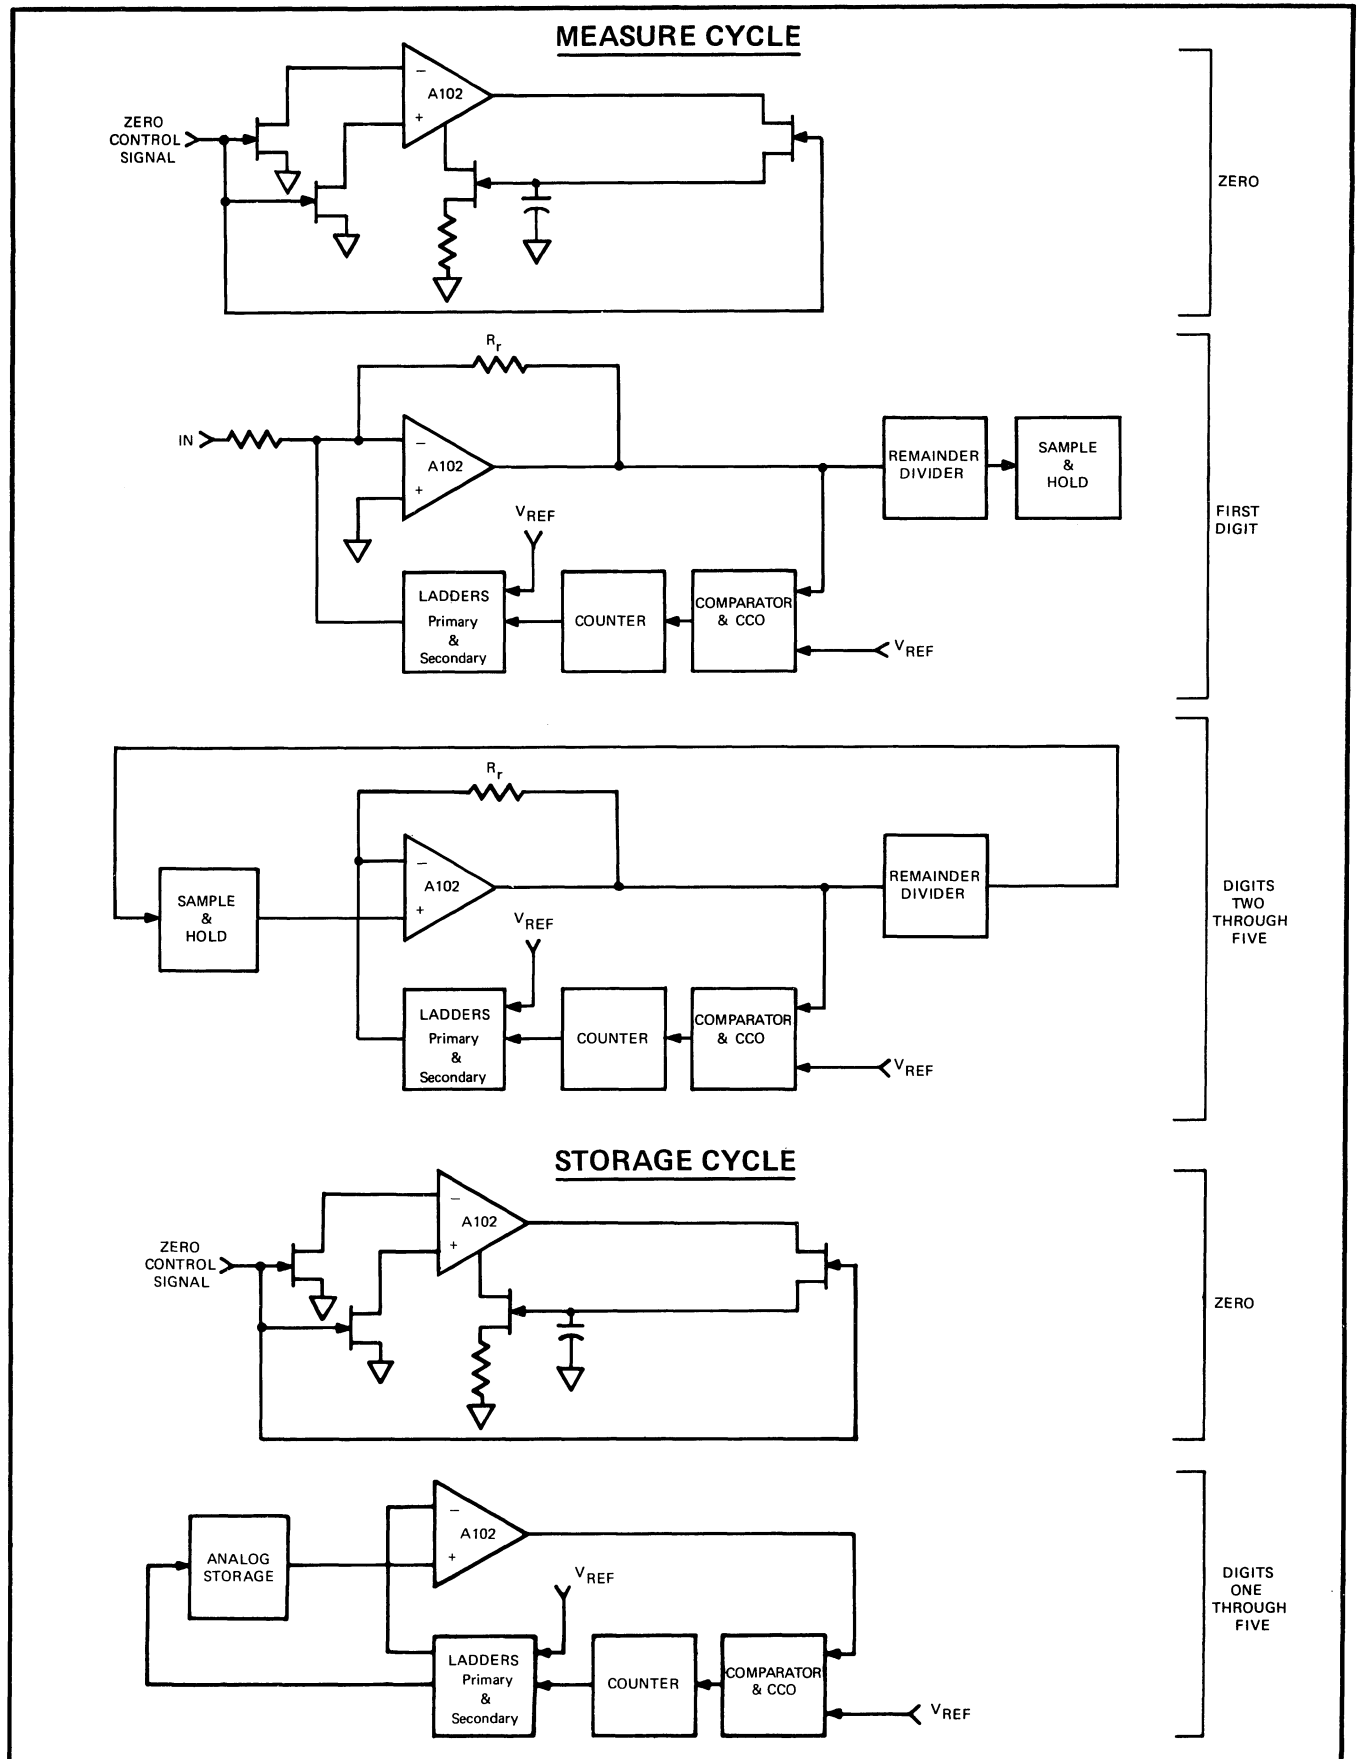 MEASURE CYCLE
−
A102
+
ZERO
CONTROL
SIGNAL
ZERO
Rr
IN
−
A102
+
REMAINDER
DIVIDER
SAMPLE
&
HOLD
VREF
FIRST
DIGIT
LADDERS
Primary
&
Secondary
COUNTER
COMPARATOR
& CCO
VREF
Rr
−
A102
+
SAMPLE
&
HOLD
REMAINDER
DIVIDER
VREF
DIGITS
TWO
THROUGH
FIVE
LADDERS
Primary
&
Secondary
COUNTER
COMPARATOR
& CCO
VREF
STORAGE CYCLE
−
A102
+
ZERO
CONTROL
SIGNAL
ZERO
−
A102
+
ANALOG
STORAGE
VREF
DIGITS
ONE
THROUGH
FIVE
LADDERS
Primary
&
Secondary
COUNTER
COMPARATOR
& CCO
VREF